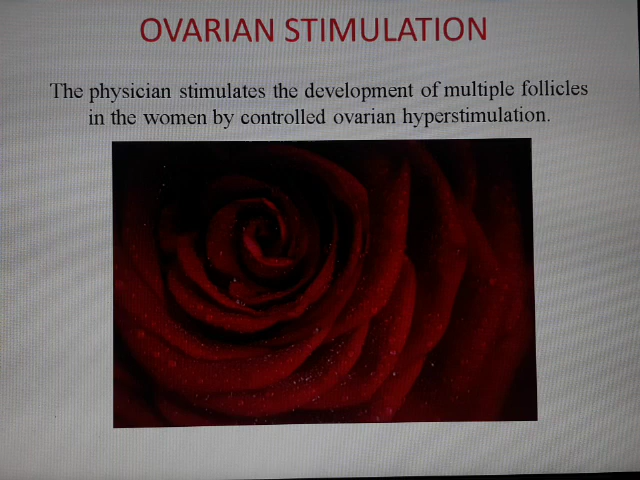 OVARIAN STIMULATION
The physician stimulates the development of multiple follicles
in the women by controlled ovarian hyperstimulation.